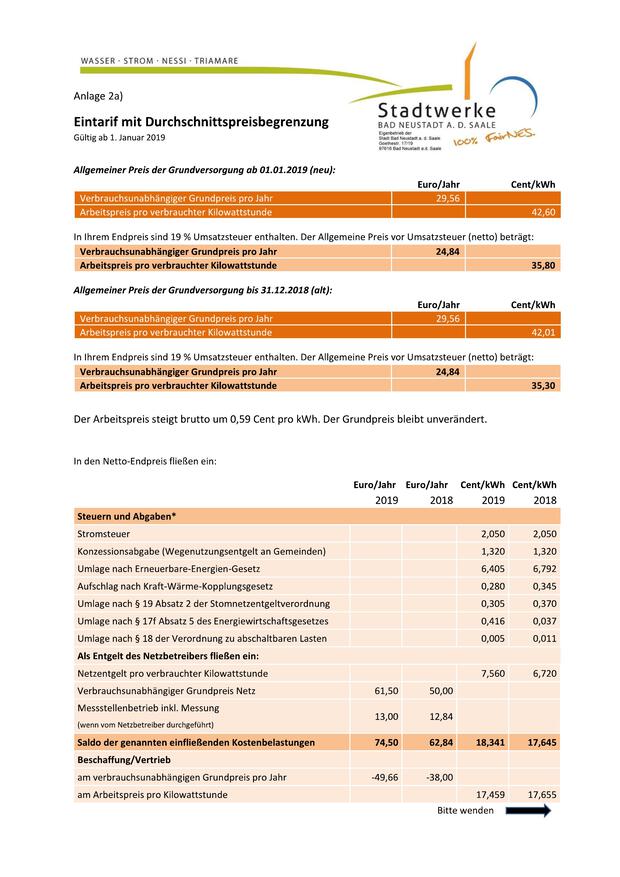 WASSER · STROM · NESSI · TRIAMARE
Stadtwerke
BAD NEUSTADT A. D. SAALE
Eigenbetrieb der
Stadt Bad Neustadt a. d. Saale
Goethestr. 17/19
97616 Bad Neustadt a.d. Saale
100% FairNES.
Anlage 2a)
Eintarif mit Durchschnittspreisbegrenzung
Gültig ab 1. Januar 2019
Allgemeiner Preis der Grundversorgung ab 01.01.2019 (neu):
Euro/Jahr Cent/kWh
Verbrauchsunabhängiger Grundpreis pro Jahr 29,56
Arbeitspreis pro verbrauchter Kilowattstunde 42,60
In Ihrem Endpreis sind 19 % Umsatzsteuer enthalten. Der Allgemeine Preis vor Umsatzsteuer (netto) beträgt:
Verbrauchsunabhängiger Grundpreis pro Jahr 24,84
Arbeitspreis pro verbrauchter Kilowattstunde 35,80
Allgemeiner Preis der Grundversorgung bis 31.12.2018 (alt):
Euro/Jahr Cent/kWh
Verbrauchsunabhängiger Grundpreis pro Jahr 29,56
Arbeitspreis pro verbrauchter Kilowattstunde 42,01
In Ihrem Endpreis sind 19 % Umsatzsteuer enthalten. Der Allgemeine Preis vor Umsatzsteuer (netto) beträgt:
Verbrauchsunabhängiger Grundpreis pro Jahr 24,84
Arbeitspreis pro verbrauchter Kilowattstunde 35,30
Der Arbeitspreis steigt brutto um 0,59 Cent pro kWh. Der Grundpreis bleibt unverändert.
In den Netto-Endpreis fließen ein:
Euro/Jahr Euro/Jahr Cent/kWh Cent/kWh
2019 2018 2019 2018
Steuern und Abgaben*
Stromsteuer 2,050 2,050
Konzessionsabgabe (Wegenutzungsentgelt an Gemeinden) 1,320 1,320
Umlage nach Erneuerbare-Energien-Gesetz 6,405 6,792
Aufschlag nach Kraft-Wärme-Kopplungsgesetz 0,280 0,345
Umlage nach § 19 Absatz 2 der Stomnetzentgeltverordnung 0,305 0,370
Umlage nach § 17f Absatz 5 des Energiewirtschaftsgesetzes 0,416 0,037
Umlage nach § 18 der Verordnung zu abschaltbaren Lasten 0,005 0,011
Als Entgelt des Netzbetreibers fließen ein:
Netzentgelt pro verbrauchter Kilowattstunde 7,560 6,720
Verbrauchsunabhängiger Grundpreis Netz 61,50 50,00
Messstellenbetrieb inkl. Messung 13,00 12,84
(wenn vom Netzbetreiber durchgeführt)
Saldo der genannten einfließenden Kostenbelastungen 74,50 62,84 18,341 17,645
Beschaffung/Vertrieb
am verbrauchsunabhängigen Grundpreis pro Jahr -49,66 -38,00
am Arbeitspreis pro Kilowattstunde 17,459 17,655
Bitte wenden